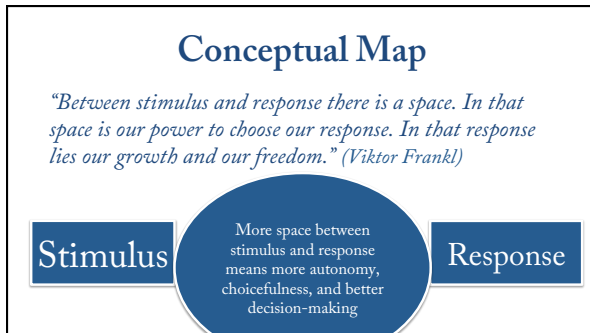 Conceptual Map
“Between stimulus and response there is a space. In that
space is our power to choose our response. In that response
lies our growth and our freedom.” (Viktor Frankl)
Stimulus
More space between
stimulus and response
means more autonomy,
choicefulness, and better
decision-making
Response